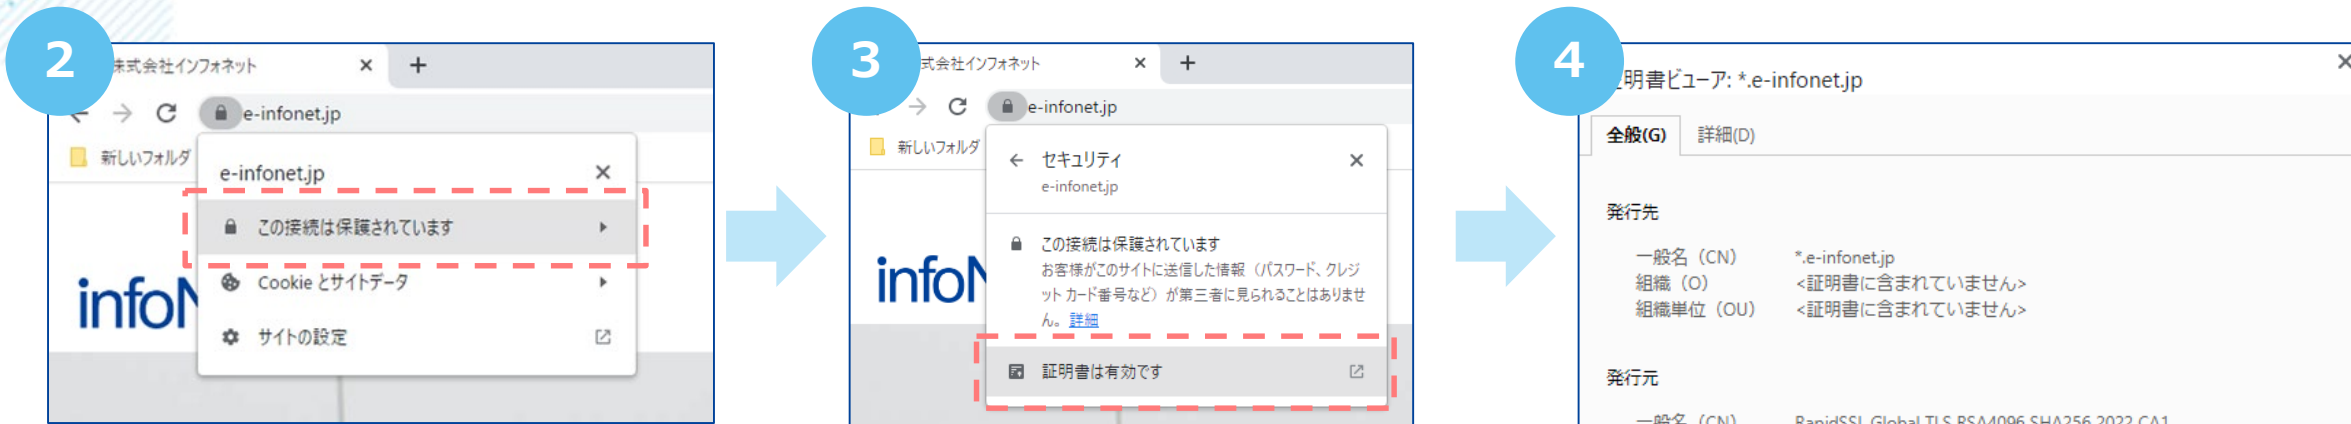 2
株式会社インフォネット × +
e-infonet.jp
新しいフォルダ
e-infonet.jp ×
この接続は保護されています
Cookie とサイトデータ
サイトの設定
infoN
3
式会社インフォネット × +
e-infonet.jp
新しいフォルダ
セキュリティ ×
e-infonet.jp
この接続は保護されています
お客様がこのサイトに送信した情報（パスワード、クレジ
ット カード番号など）が第三者に見られることはありませ
ん。詳細
証明書は有効です
infoN
4
明書ビューア: *.e-infonet.jp ×
全般(G) 詳細(D)
発行先
一般名（CN） *.e-infonet.jp
組織（O） <証明書に含まれていません>
組織単位（OU） <証明書に含まれていません>
発行元
一般名（CN） RapidSSL Global TLS RSA4096 SHA256 2022 CA1